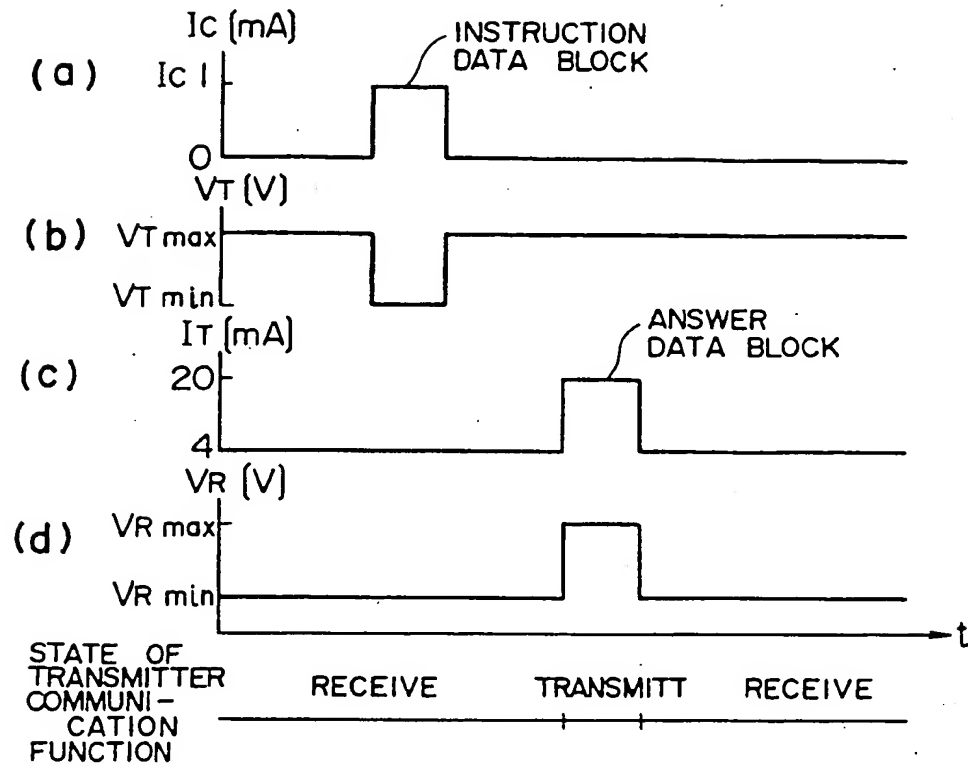 IC (mA)
INSTRUCTION
DATA BLOCK
(a)
IC 1
0
VT (V)
(b)
VT max
VT min
IT (mA)
ANSWER
DATA BLOCK
(c)
20
4
VR (V)
(d)
VR max
VR min
t
STATE OF
TRANSMITTER
COMMUNI-
CATION
FUNCTION
RECEIVE TRANSMITT RECEIVE